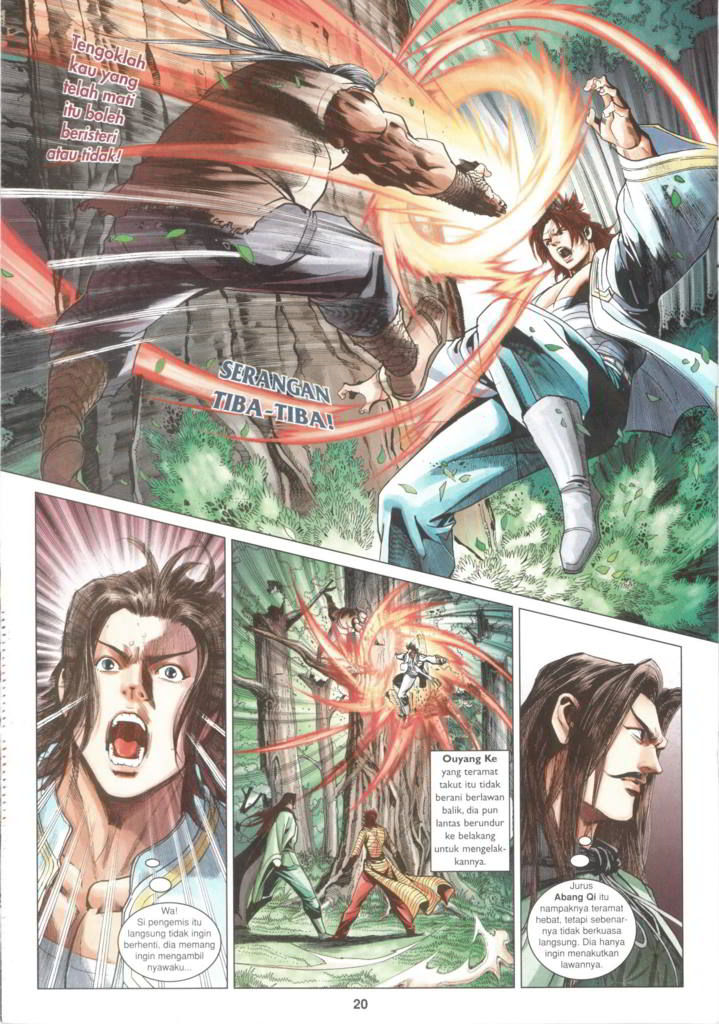 Tengoklah
kau yang
telah mati
itu boleh
beristeri
atau tidak!
SERANGAN
TIBA-TIBA!
Wa!
Si pengemis itu
langsung tidak ingin
berhenti, dia memang
ingin mengambil
nyawaku...
Ouyang Ke
yang teramat
takut itu tidak
berani berlawan
balik, dia pun
lantas berundur
ke belakang
untuk mengelak-
kannya.
Jurus
Abang Qi itu
nampaknya teramat
hebat, tetapi sebenar-
nya tidak berkuasa
langsung. Dia hanya
ingin menakutkan
lawannya.
20